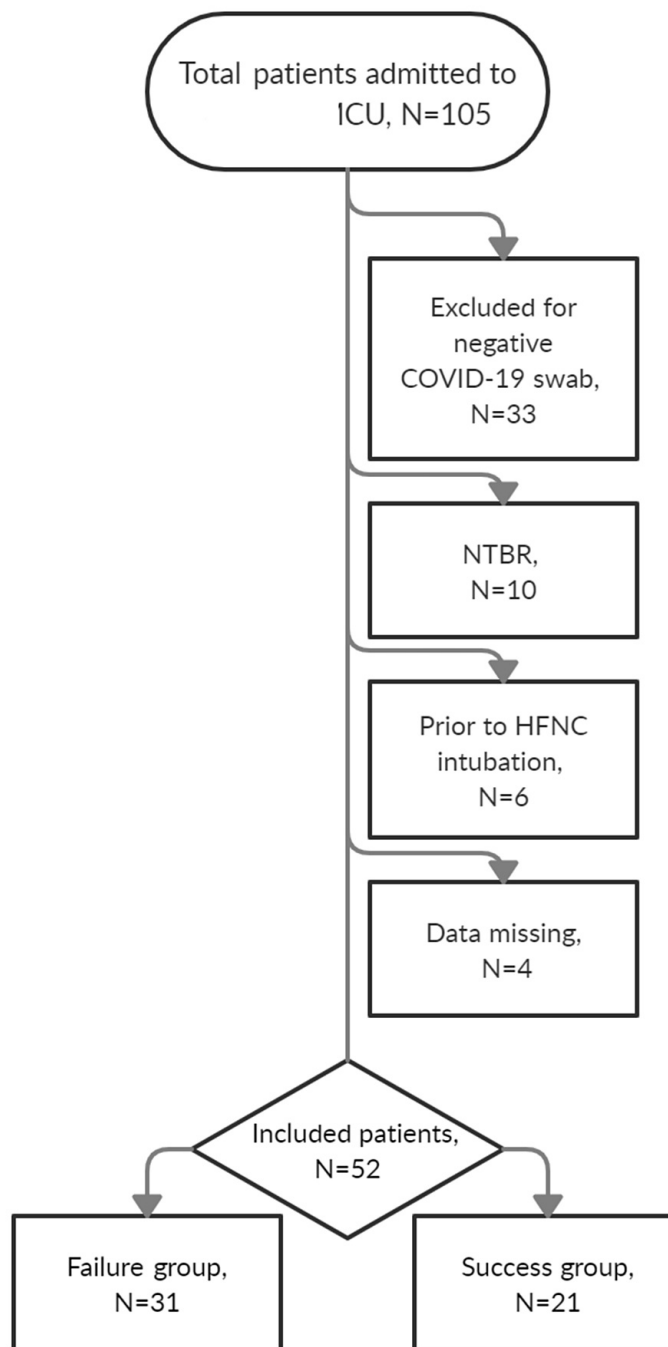 Total patients admitted to
ICU, N=105
Excluded for
negative
COVID-19 swab,
N=33
NTBR,
N=10
Prior to HFNC
intubation,
N=6
Data missing,
N=4
Included patients,
N=52
Failure group,
N=31
Success group,
N=21